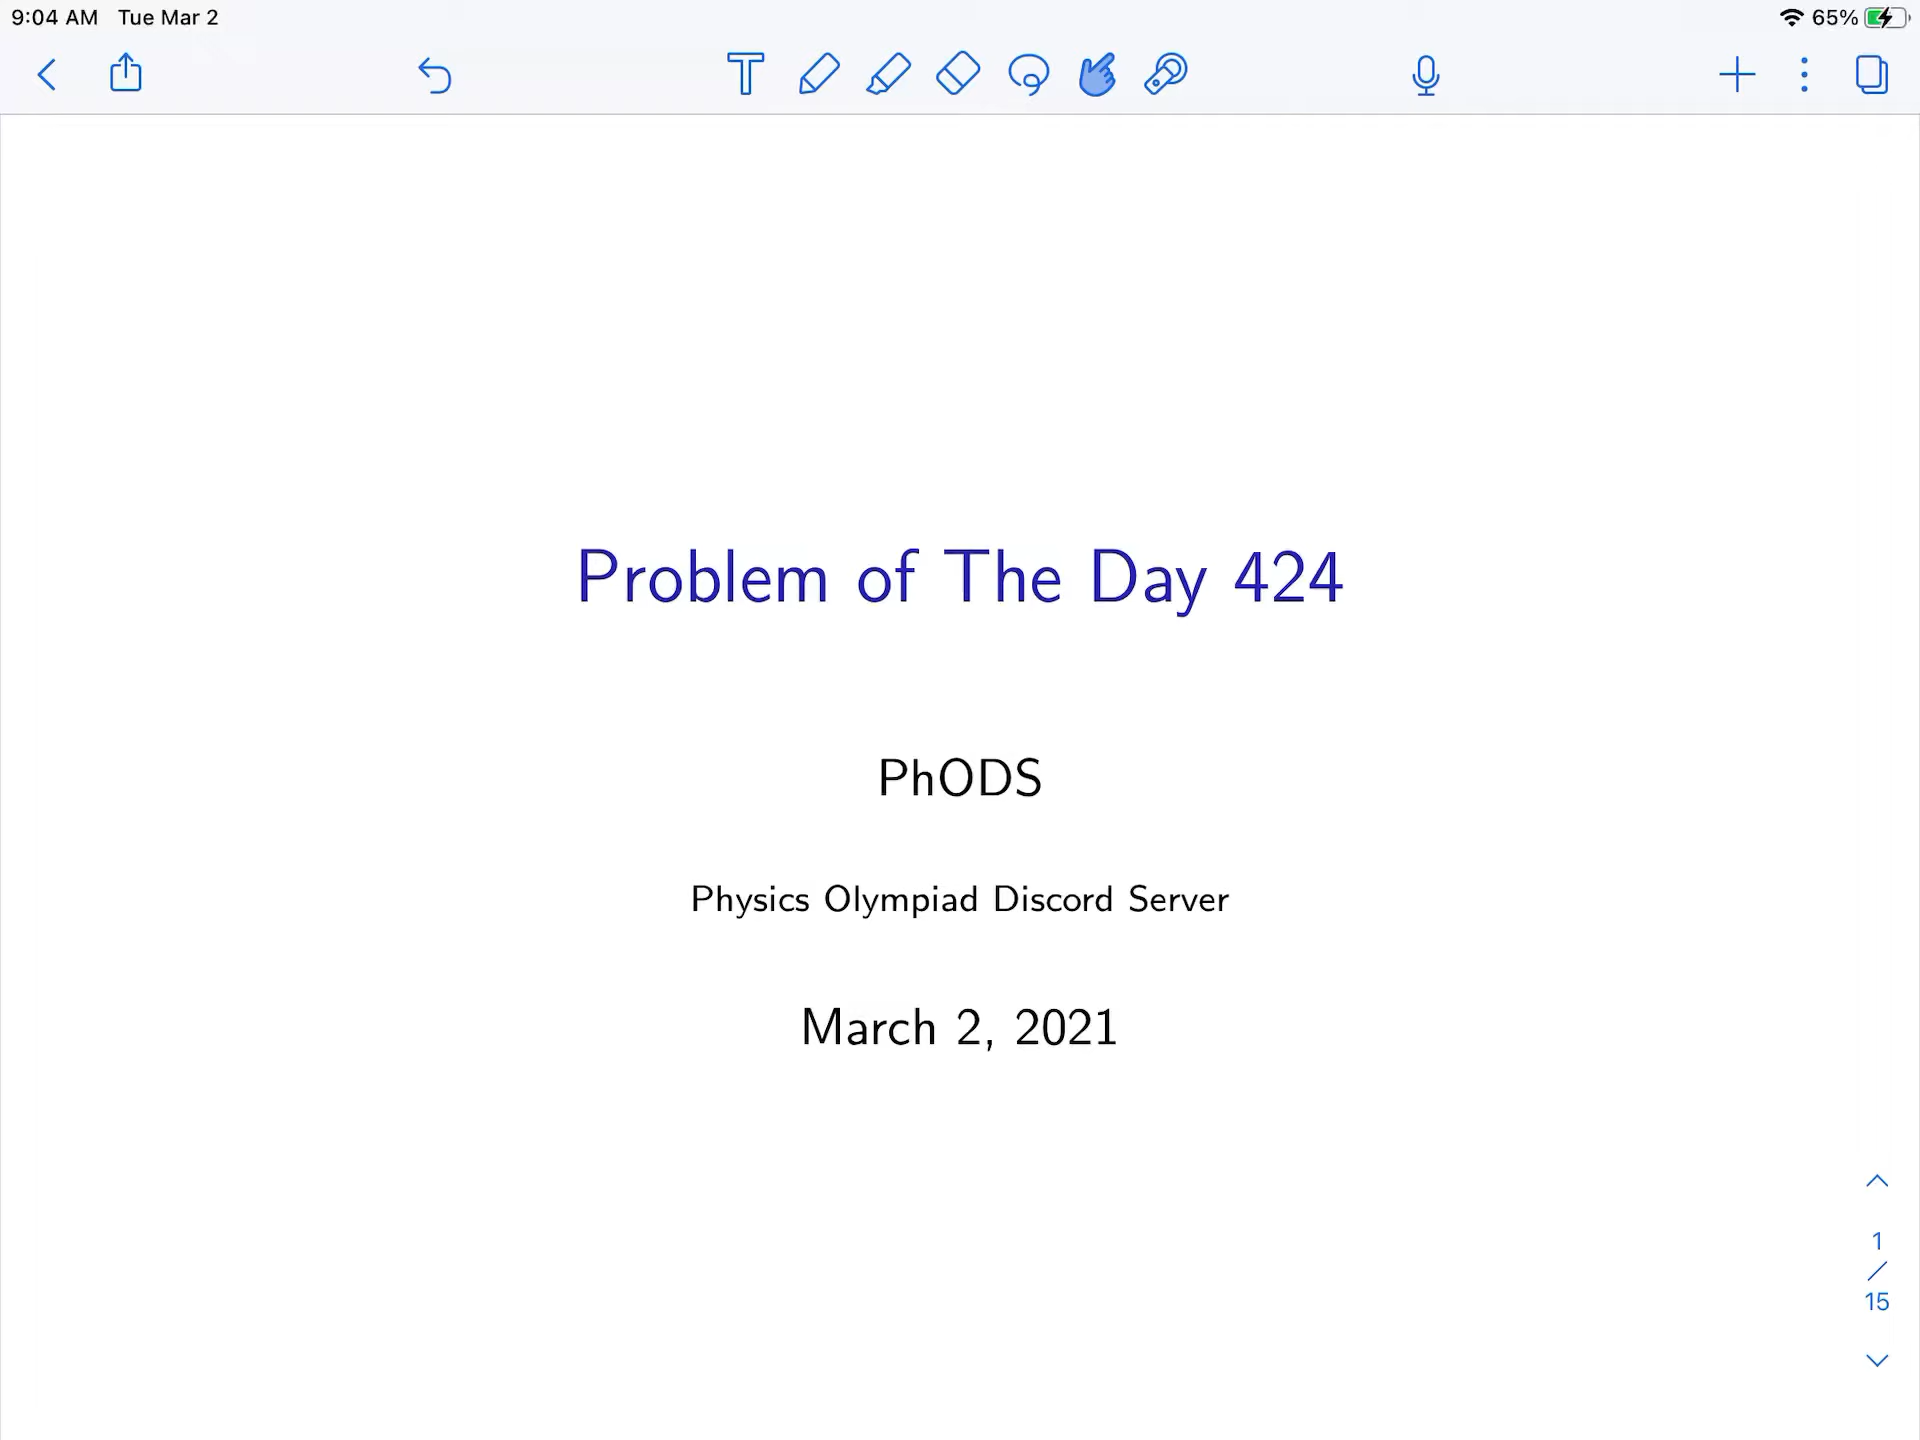 9:04 AM Tue Mar 2
65%
Problem of The Day 424
PhODS
Physics Olympiad Discord Server
March 2, 2021
1
/
15